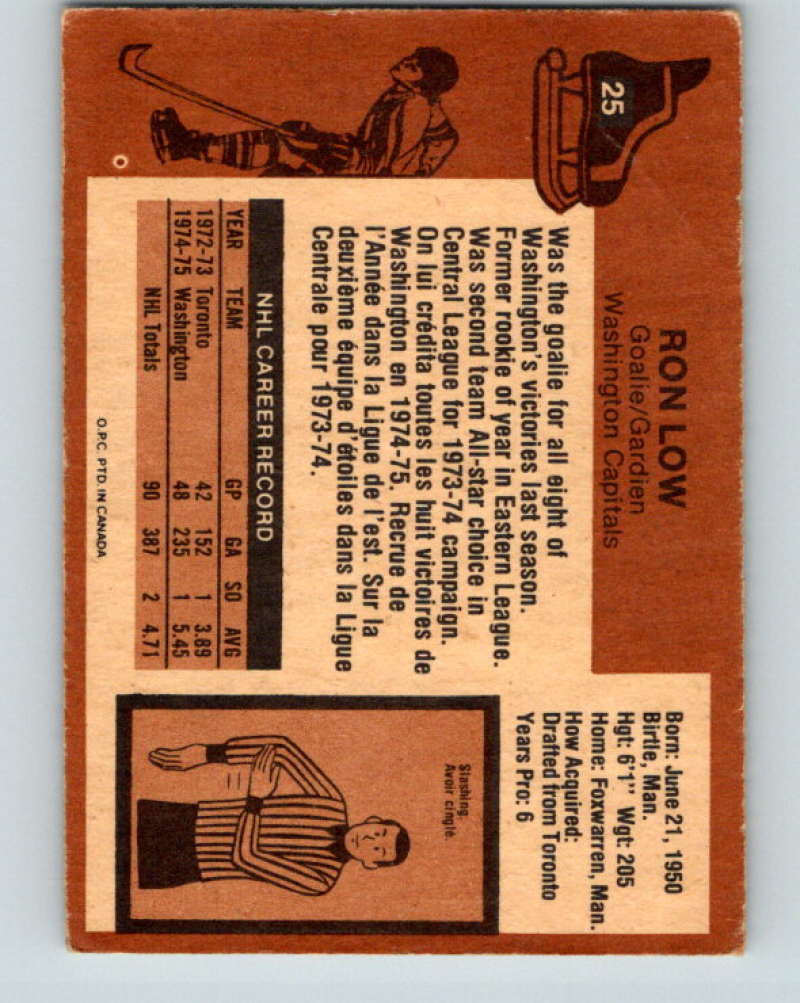 25
RON LOW
Goalie/Gardien
Washington Capitals
Born: June 21, 1950
Birtle, Man.
Hgt: 6'1" Wgt: 205
Home: Foxwarren, Man.
How Acquired:
Drafted from Toronto
Years Pro: 6
Was the goalie for all eight of
Washington's victories last season.
Former rookie of year in Eastern League.
Was second team All-star choice in
Central League for 1973-74 campaign.
On lui crédita toutes les huit victoires de
Washington en 1974-75. Recrue de
l'Année dans la Ligue de l'est. Sur la
deuxième équipe d'étoiles dans la Ligue
Centrale pour 1973-74.
NHL CAREER RECORD
YEAR TEAM GP GA SO AVG
1972-73 Toronto 42 152 1 3.89
1974-75 Washington 48 235 1 5.45
NHL Totals 90 387 2 4.71
Slashing.
Avoir cinglé.
O.P.C. PTD. IN CANADA